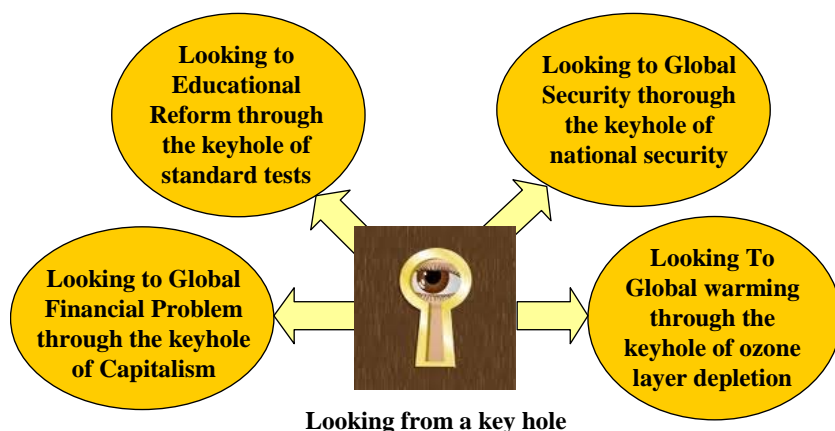 Looking to
Educational
Reform through
the keyhole of
standard tests
Looking to Global
Security thorough
the keyhole of
national security
Looking to Global
Financial Problem
through the keyhole
of Capitalism
Looking To
Global warming
through the
keyhole of ozone
layer depletion
Looking from a key hole